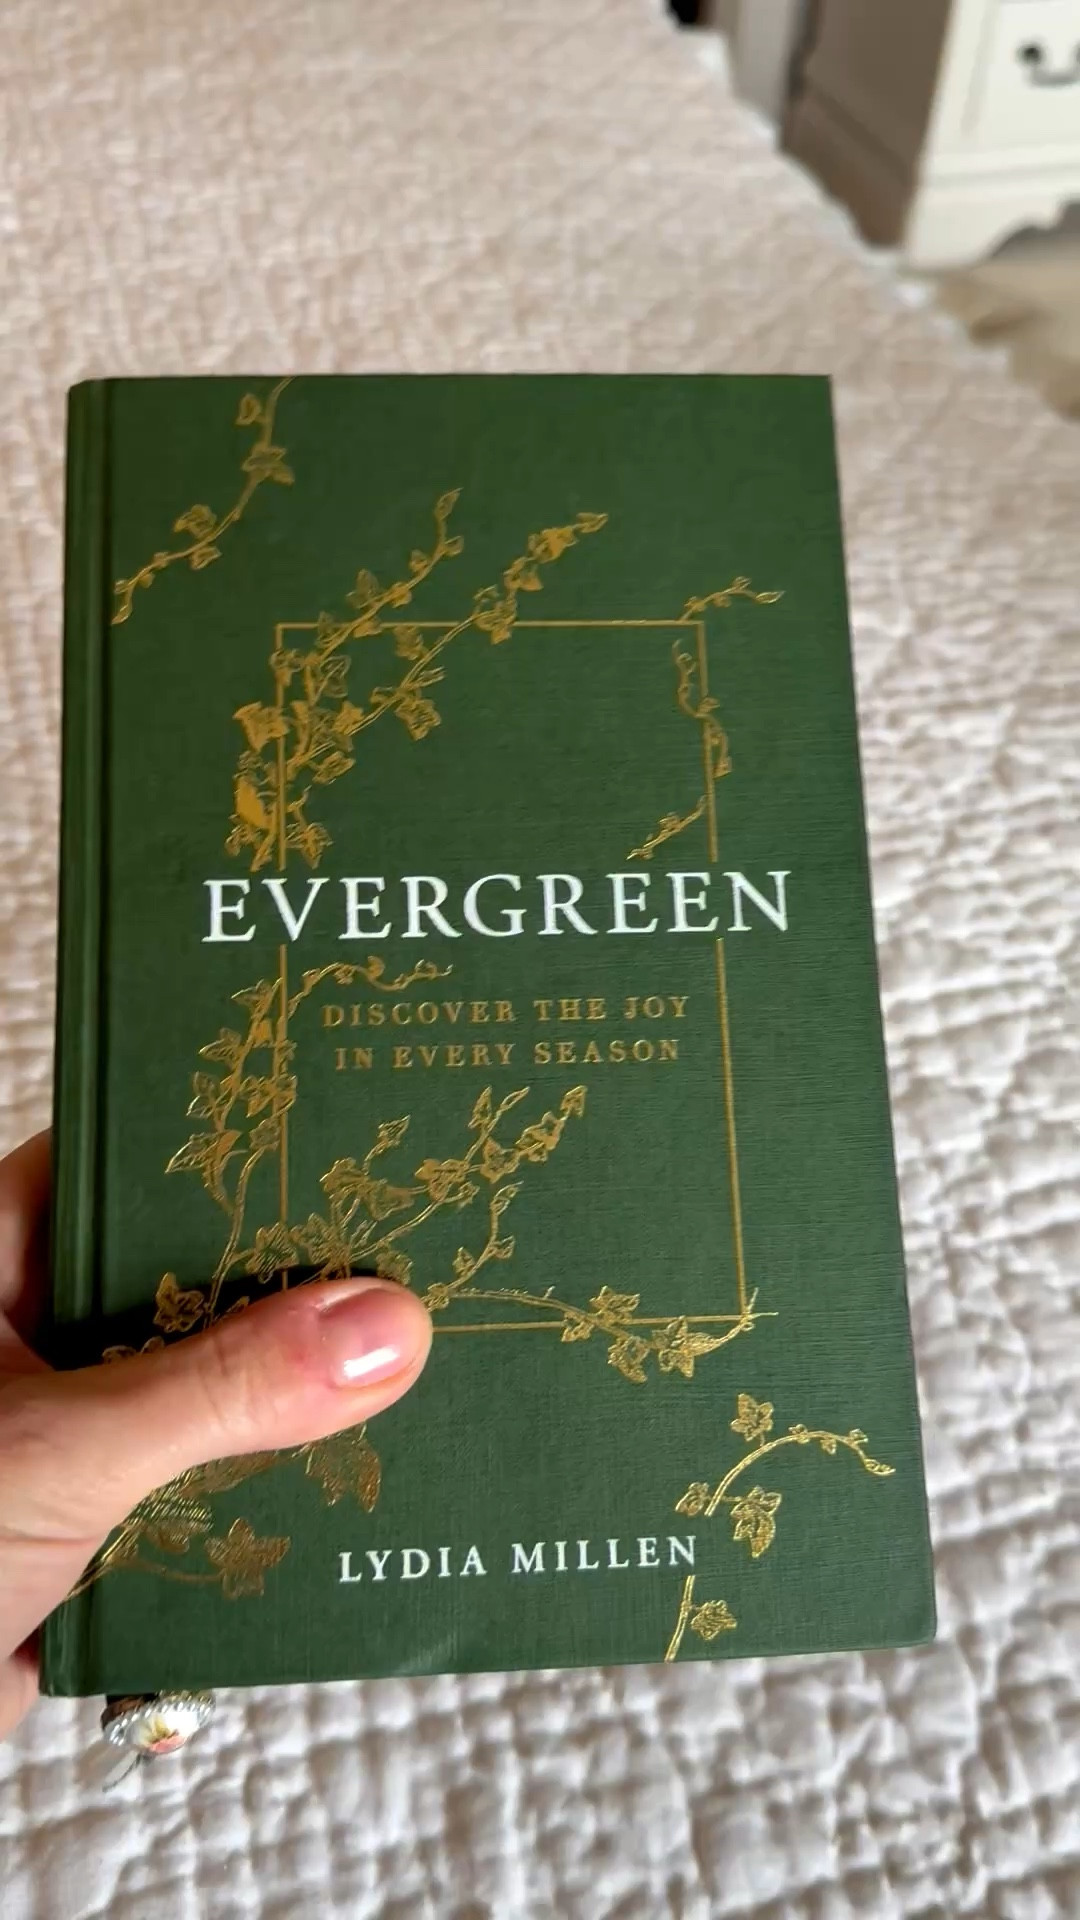 EVERGREEN
DISCOVER THE JOY
IN EVERY SEASON
LYDIA MILLEN